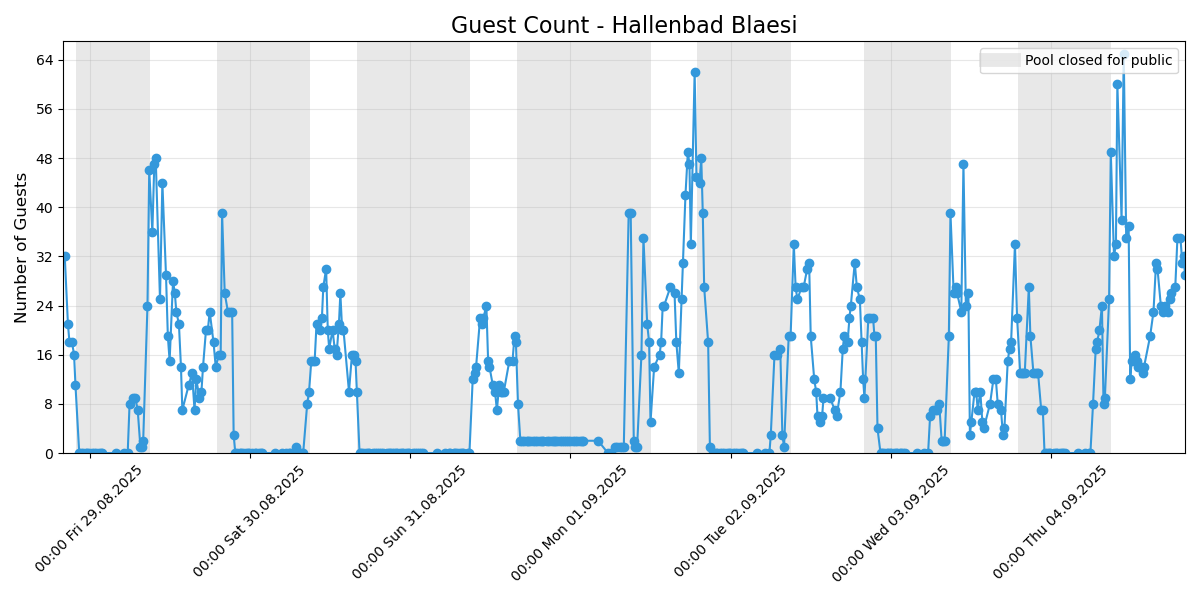 Guest Count - Hallenbad Blaesi
Pool closed for public
Number of Guests
64
56
48
40
32
24
16
8
0
00:00 Fri 29.08.2025
00:00 Sat 30.08.2025
00:00 Sun 31.08.2025
00:00 Mon 01.09.2025
00:00 Tue 02.09.2025
00:00 Wed 03.09.2025
00:00 Thu 04.09.2025